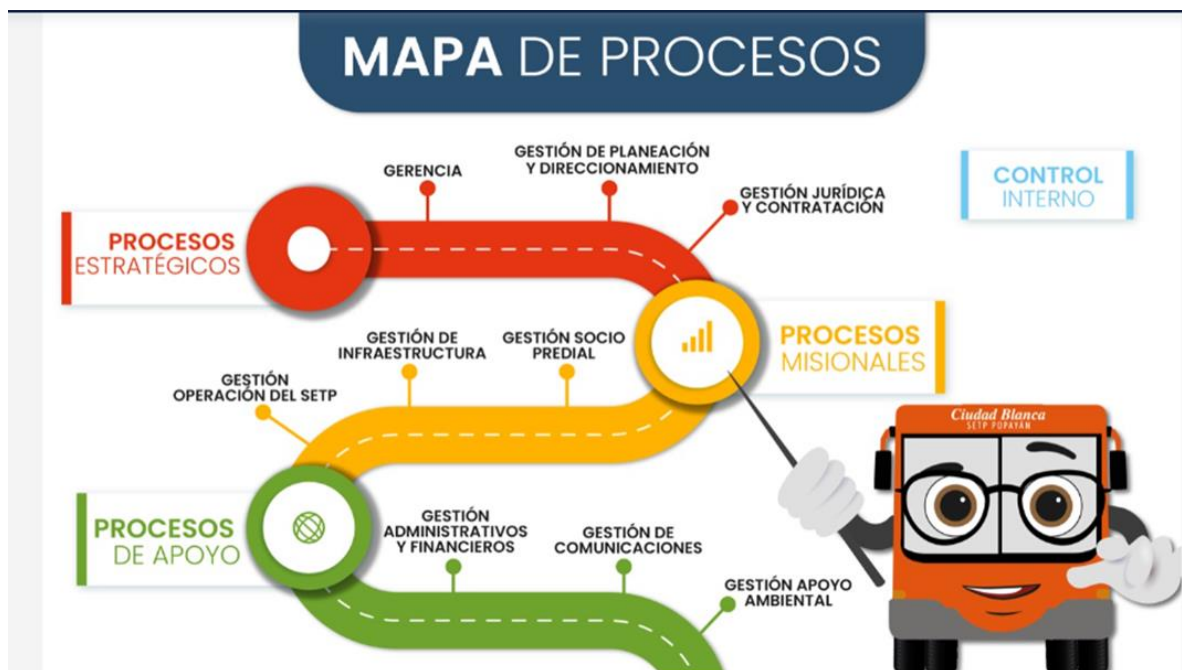 MAPA DE PROCESOS
GERENCIA
GESTIÓN DE PLANEACIÓN
Y DIRECCIONAMIENTO
GESTIÓN JURÍDICA
Y CONTRATACIÓN
CONTROL
INTERNO
PROCESOS
ESTRATÉGICOS
GESTIÓN DE
INFRAESTRUCTURA
GESTIÓN SOCIO
PREDIAL
PROCESOS
MISIONALES
GESTIÓN
OPERACIÓN DEL SETP
Ciudad Blanca
SETP POPAYÁN
PROCESOS
DE APOYO
GESTIÓN
ADMINISTRATIVOS
Y FINANCIEROS
GESTIÓN DE
COMUNICACIONES
GESTIÓN APOYO
AMBIENTAL